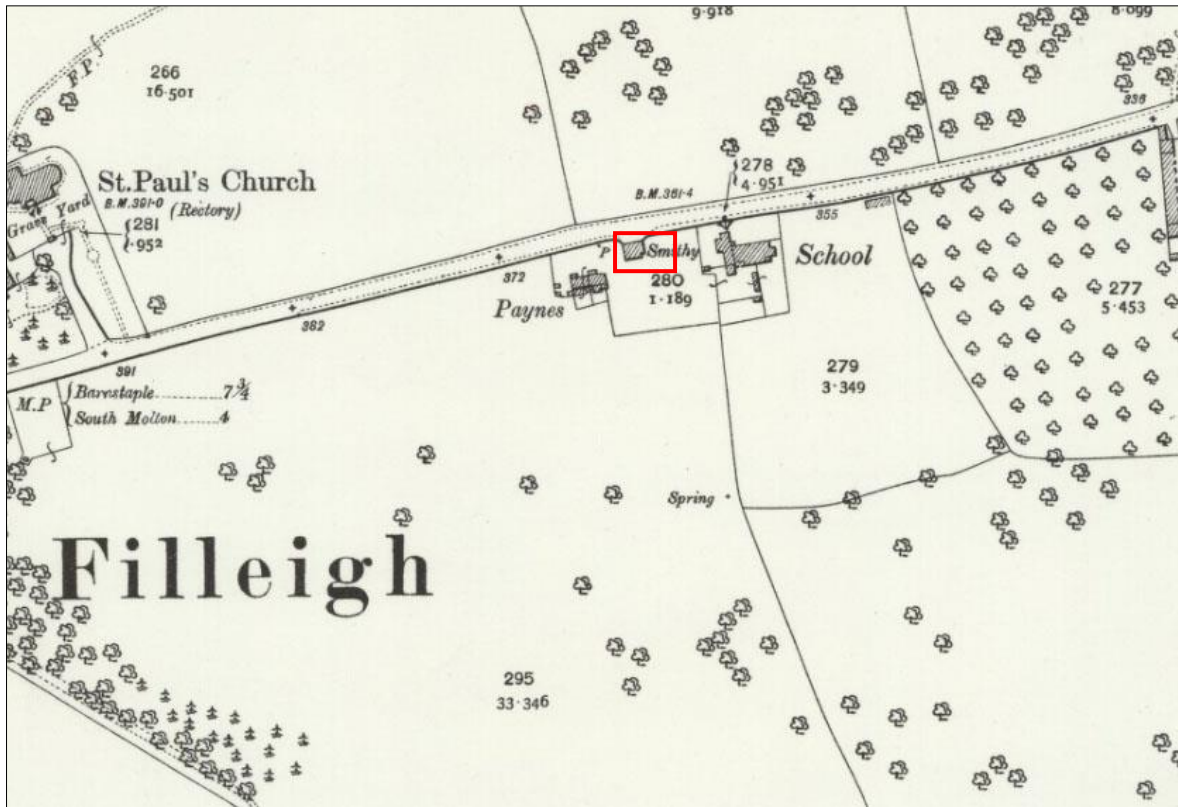 9·918
8·099
F.P.
266
16·501
336
St. Paul's Church
B.M.391·0
(Rectory)
Grave Yard
281
·952
278
4·951
B.M.361·4
355
School
P
Smithy
280
1·189
372
Paynes
277
5·453
382
279
3·349
391
M.P
Barnstaple 7¾
South Molton 4
Spring
Filleigh
295
33·346